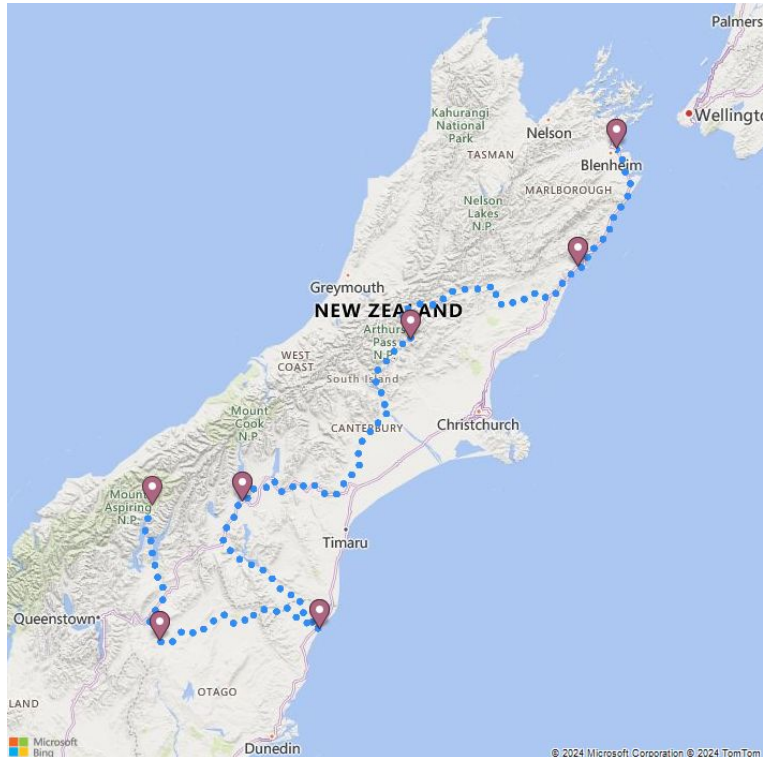 Palmers
Wellingto
Kahurangi
National
Park
Nelson
TASMAN
Blenheim
MARLBOROUGH
Nelson
Lakes
N.P.
Greymouth
NEW ZEALAND
Arthur's
Pass
N.P.
WEST
COAST
South Island
Mount
Cook
N.P.
CANTERBURY
Christchurch
Mount
Aspiring
N.P.
Timaru
Queenstown
OTAGO
LAND
Dunedin
Microsoft
Bing
© 2024 Microsoft Corporation © 2024 TomTom